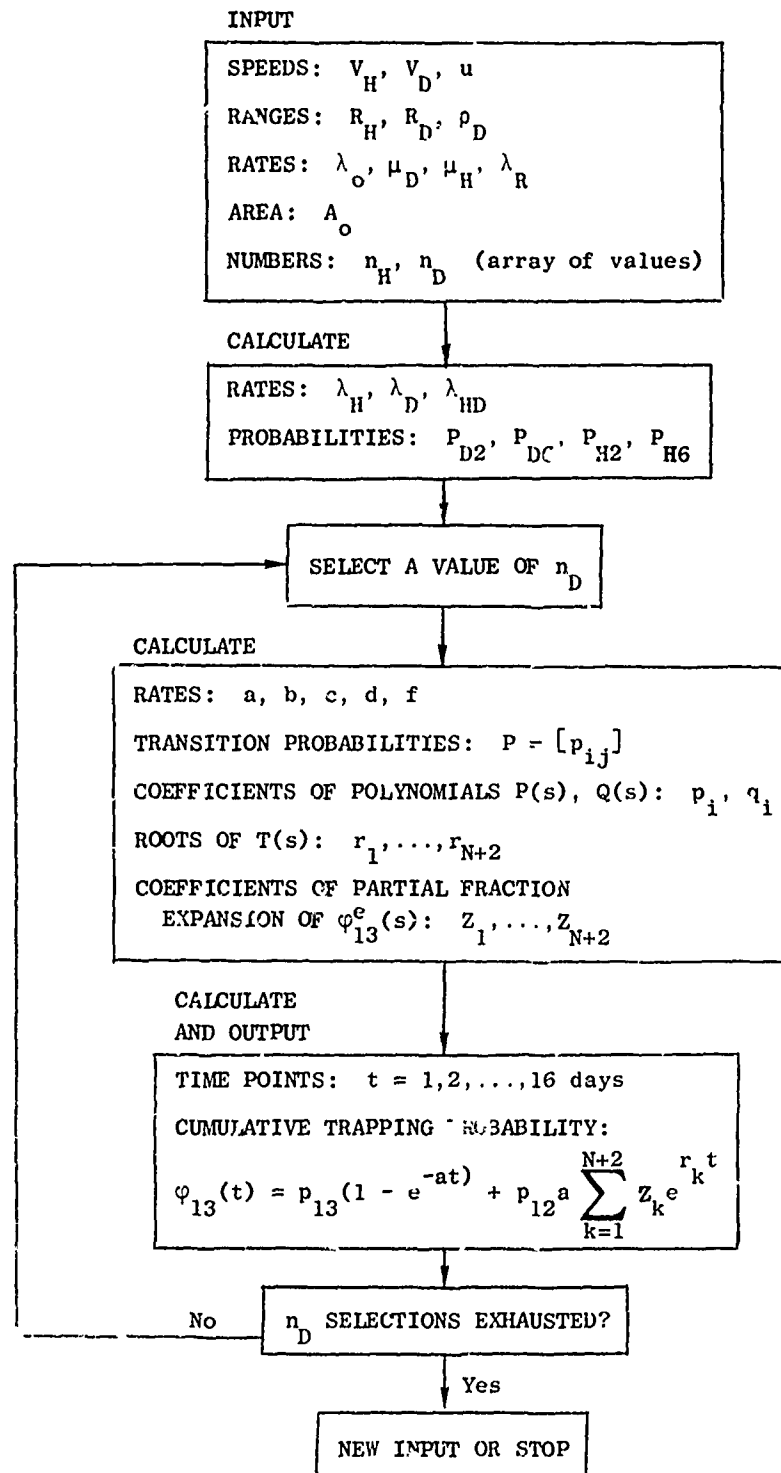 INPUT
SPEEDS: V_H, V_D, u
RANGES: R_H, R_D, ρ_D
RATES: λ_o, μ_D, μ_H, λ_R
AREA: A_o
NUMBERS: n_H, n_D (array of values)
CALCULATE
RATES: λ_H, λ_D, λ_HD
PROBABILITIES: P_D2, P_DC, P_H2, P_H6
SELECT A VALUE OF n_D
CALCULATE
RATES: a, b, c, d, f
TRANSITION PROBABILITIES: P = [p_ij]
COEFFICIENTS OF POLYNOMIALS P(s), Q(s): p_i, q_i
ROOTS OF T(s): r_1,...,r_N+2
COEFFICIENTS OF PARTIAL FRACTION
EXPANSION OF φ^e_13(s): Z_1,...,Z_N+2
CALCULATE
AND OUTPUT
TIME POINTS: t = 1,2,...,16 days
CUMULATIVE TRAPPING PROBABILITY:
φ_13(t) = p_13(1 - e^-at) + p_12 a ∑_{k=1}^{N+2} Z_k e^{r_k t}
No
n_D SELECTIONS EXHAUSTED?
Yes
NEW INPUT OR STOP